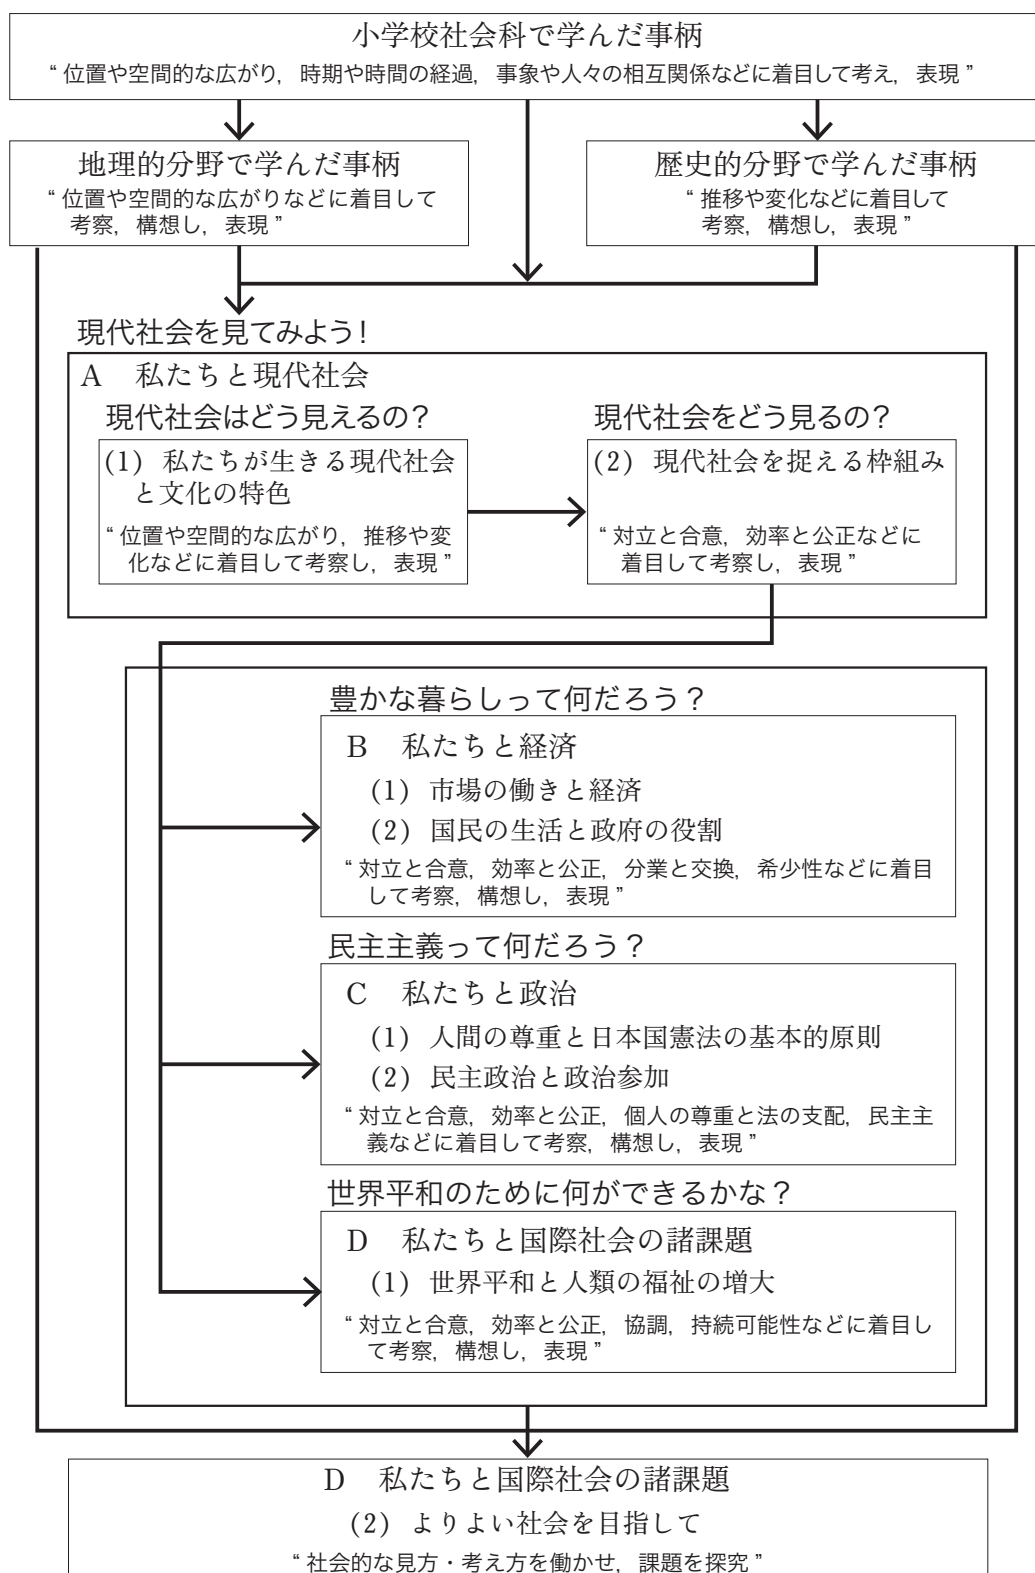 小学校社会科で学んだ事柄
“ 位置や空間的な広がり，時期や時間の経過，事象や人々の相互関係などに着目して考え，表現 ”
地理的分野で学んだ事柄
“ 位置や空間的な広がりなどに着目して
考察，構想し，表現 ”
歴史的分野で学んだ事柄
“ 推移や変化などに着目して
考察，構想し，表現 ”
現代社会を見てみよう！
A　私たちと現代社会
現代社会はどう見えるの？
(1) 私たちが生きる現代社会
と文化の特色
“ 位置や空間的な広がり，推移や変
化などに着目して考察し，表現 ”
現代社会をどう見るの？
(2) 現代社会を捉える枠組み
“ 対立と合意，効率と公正などに
着目して考察し，表現 ”
豊かな暮らしって何だろう？
B　私たちと経済
(1) 市場の働きと経済
(2) 国民の生活と政府の役割
“ 対立と合意，効率と公正，分業と交換，希少性などに着目
して考察，構想し，表現 ”
民主主義って何だろう？
C　私たちと政治
(1) 人間の尊重と日本国憲法の基本的原則
(2) 民主政治と政治参加
“ 対立と合意，効率と公正，個人の尊重と法の支配，民主主
義などに着目して考察，構想し，表現 ”
世界平和のために何ができるかな？
D　私たちと国際社会の諸課題
(1) 世界平和と人類の福祉の増大
“ 対立と合意，効率と公正，協調，持続可能性などに着目し
て考察，構想し，表現 ”
D　私たちと国際社会の諸課題
(2) よりよい社会を目指して
“ 社会的な見方・考え方を働かせ，課題を探究 ”